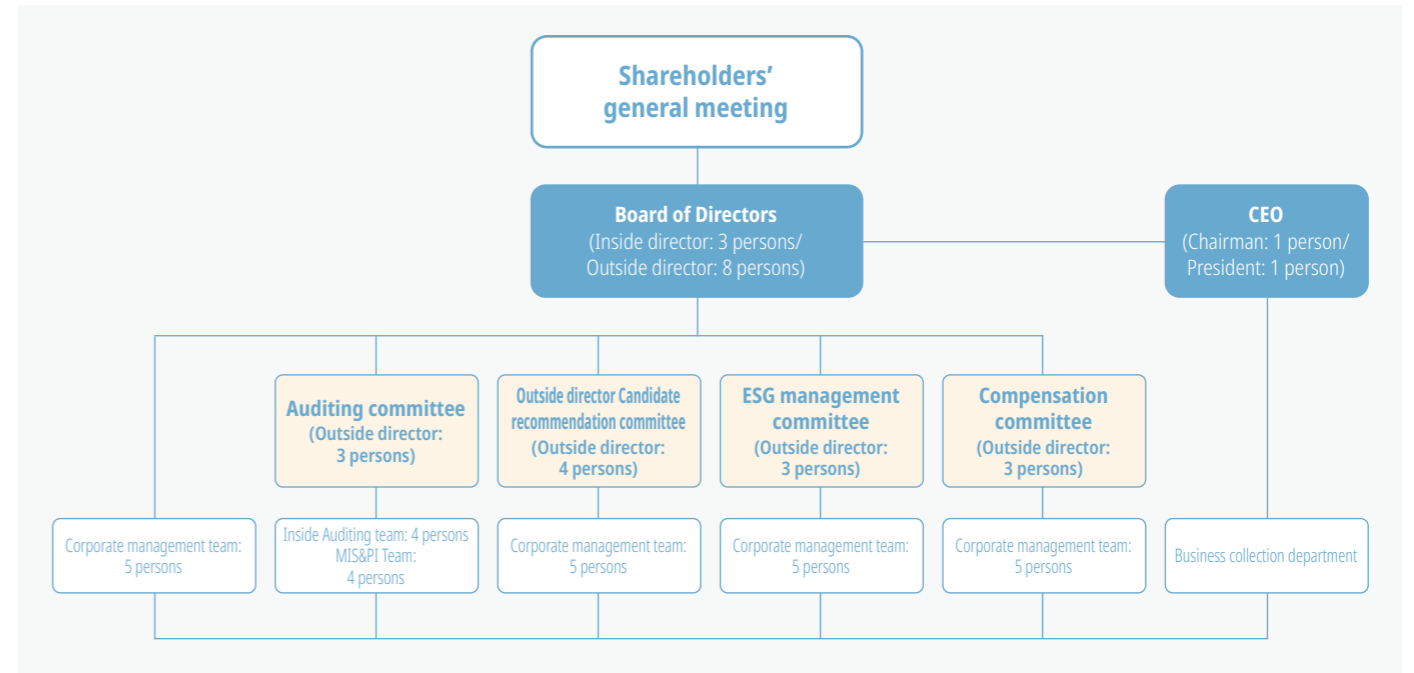 Shareholders’
general meeting
Board of Directors
(Inside director: 3 persons/
Outside director: 8 persons)
CEO
(Chairman: 1 person/
President: 1 person)
Auditing committee
(Outside director:
3 persons)
Outside director Candidate
recommendation committee
(Outside director:
4 persons)
ESG management
committee
(Outside director:
3 persons)
Compensation
committee
(Outside director:
3 persons)
Corporate management team:
5 persons
Inside Auditing team: 4 persons
MIS&PI Team:
4 persons
Corporate management team:
5 persons
Corporate management team:
5 persons
Corporate management team:
5 persons
Business collection department